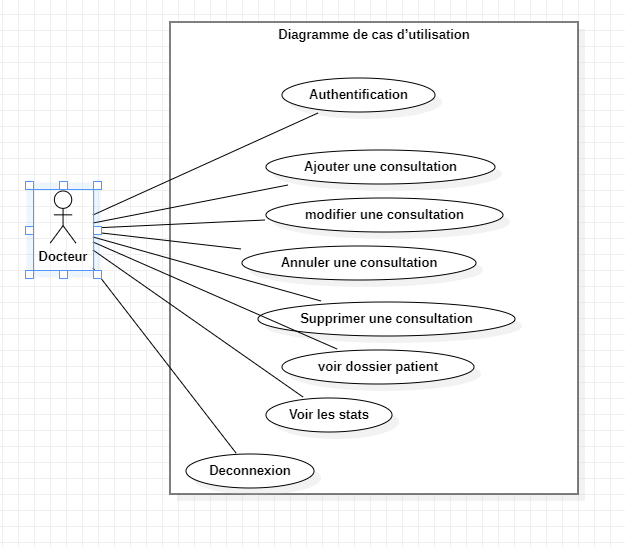 Diagramme de cas d’utilisation
Authentification
Ajouter une consultation
modifier une consultation
Docteur
Annuler une consultation
Supprimer une consultation
voir dossier patient
Voir les stats
Deconnexion